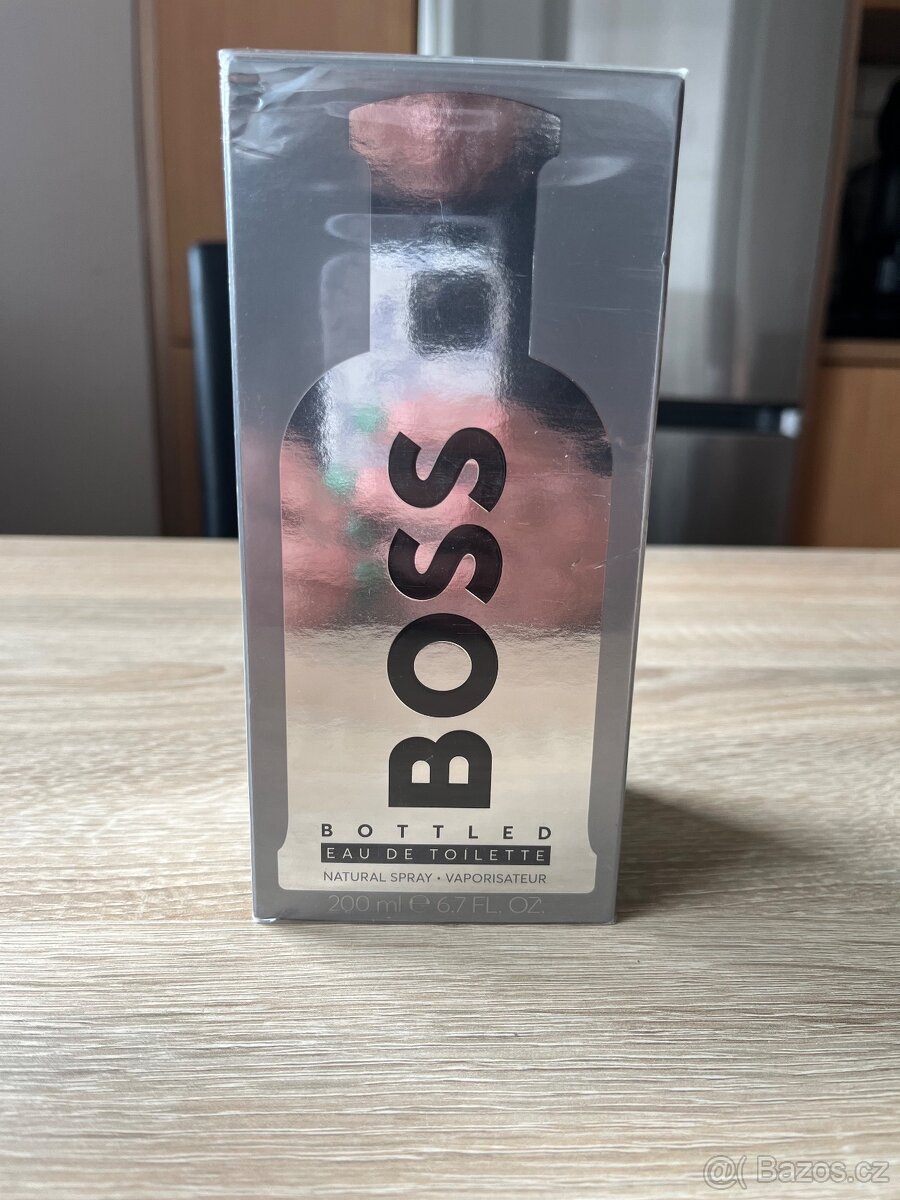 BOSS
BOTTLED
EAU DE TOILETTE
NATURAL SPRAY • VAPORISATEUR
200 ml ℮ 6.7 FL. OZ.
@( Bazos.cz